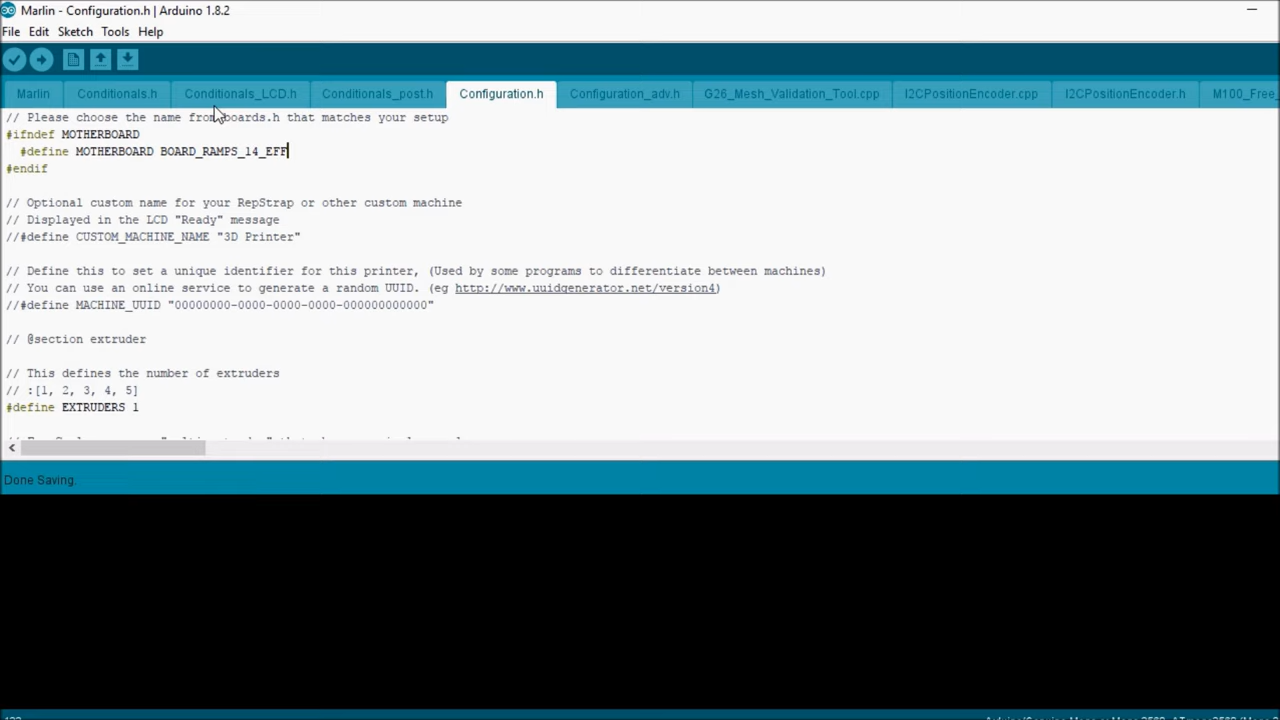 Marlin - Configuration.h | Arduino 1.8.2
File Edit Sketch Tools Help
Marlin Conditionals.h Conditionals_LCD.h Conditionals_post.h Configuration.h Configuration_adv.h G26_Mesh_Validation_Tool.cpp I2CPositionEncoder.cpp I2CPositionEncoder.h M100_Free_
// Please choose the name from boards.h that matches your setup
#ifndef MOTHERBOARD
#define MOTHERBOARD BOARD_RAMPS_14_EFF
#endif
// Optional custom name for your RepStrap or other custom machine
// Displayed in the LCD "Ready" message
//#define CUSTOM_MACHINE_NAME "3D Printer"
// Define this to set a unique identifier for this printer, (Used by some programs to differentiate between machines)
// You can use an online service to generate a random UUID. (eg http://www.uuidgenerator.net/version4)
//#define MACHINE_UUID "00000000-0000-0000-0000-000000000000"
// @section extruder
// This defines the number of extruders
// :[1, 2, 3, 4, 5]
#define EXTRUDERS 1
Done Saving.